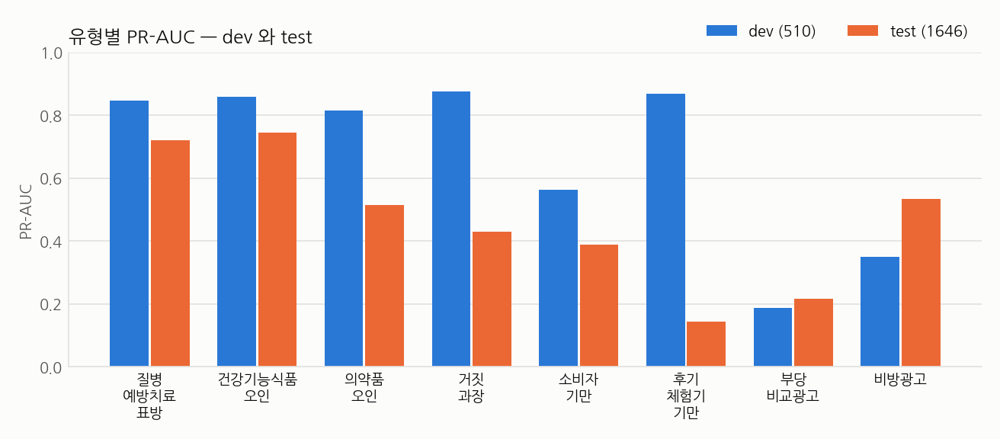 유형별 PR-AUC — dev 와 test
dev (510)
test (1646)
PR-AUC
1.0
0.8
0.6
0.4
0.2
0.0
질병
예방치료
표방
건강기능식품
오인
의약품
오인
거짓
과장
소비자
기만
후기
체험기
기만
부당
비교광고
비방광고